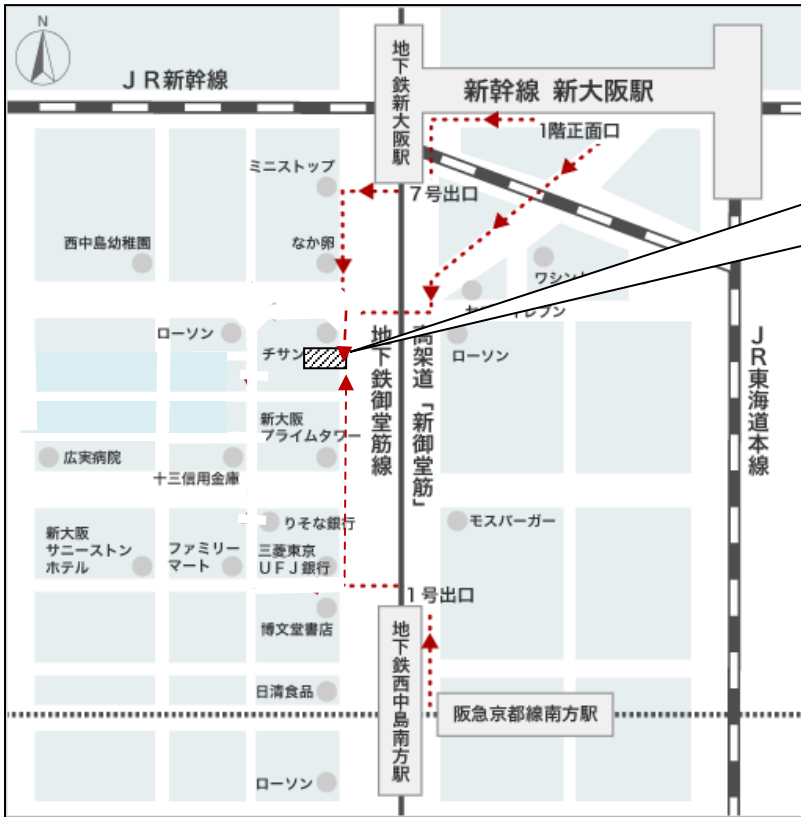 N
JR新幹線
地下鉄新大阪駅
新幹線 新大阪駅
1階正面口
ミニストップ
7号出口
西中島幼稚園
なか卵
ワシン
ローソン
チサン
地下鉄御堂筋線
高架道「新御堂筋」
ローソン
JR東海道本線
新大阪
プライムタワー
広実病院
十三信用金庫
りそな銀行
モスバーガー
新大阪
サニーストン
ホテル
ファミリー
マート
三菱東京
UFJ銀行
1号出口
博文堂書店
地下鉄西中島南方駅
日清食品
阪急京都線南方駅
ローソン